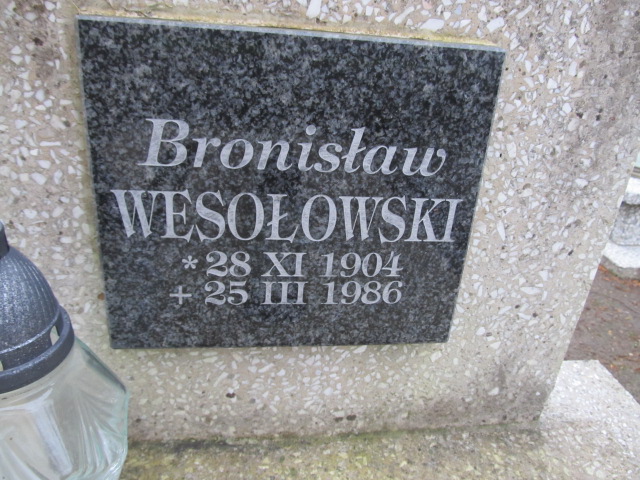 Bronisław
WESOŁOWSKI
* 28 XI 1904
+ 25 III 1986